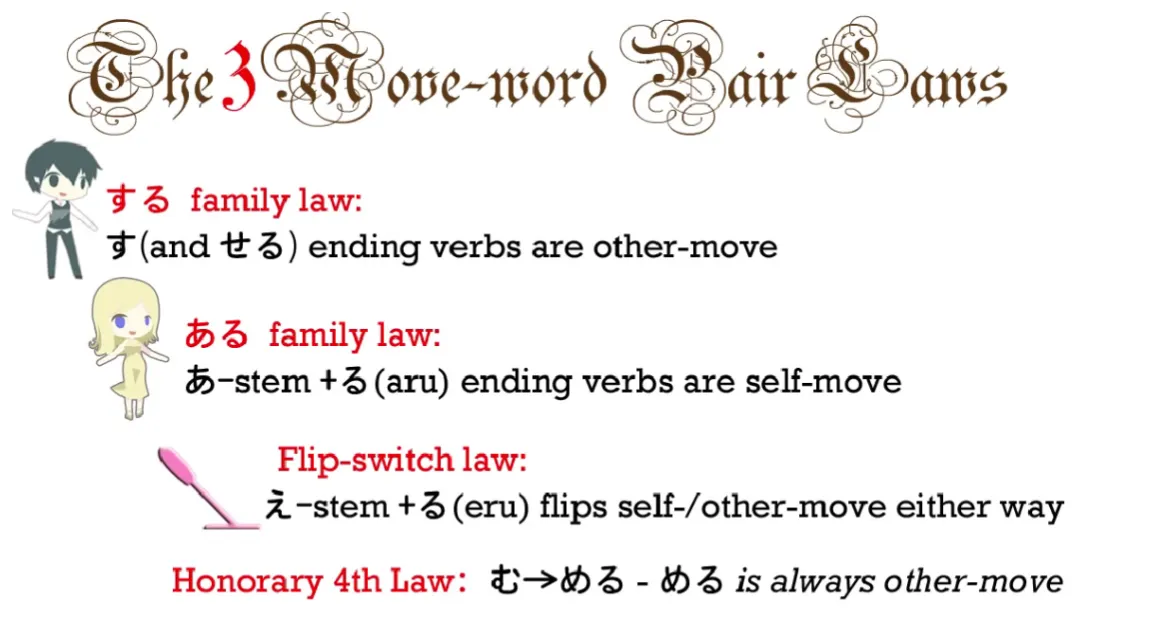 The 3 Move-word Pair Laws
する family law:
す(and せる) ending verbs are other-move
ある family law:
あ-stem +る(aru) ending verbs are self-move
Flip-switch law:
え-stem +る(eru) flips self-/other-move either way
Honorary 4th Law: む→める - める is always other-move